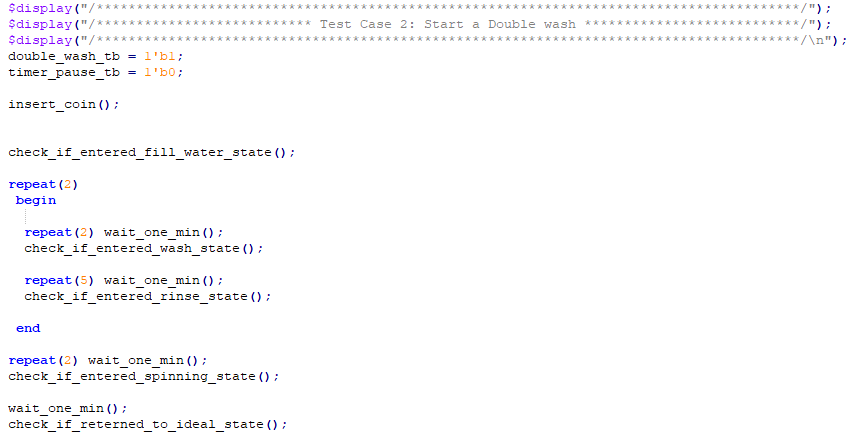 $display("/****************************************************************************************/");
$display("/*************************** Test Case 2: Start a Double wash ***************************/");
$display("/****************************************************************************************/\n");
double_wash_tb = 1'b1;
timer_pause_tb = 1'b0;
insert_coin();
check_if_entered_fill_water_state();
repeat(2)
begin
repeat(2) wait_one_min();
check_if_entered_wash_state();
repeat(5) wait_one_min();
check_if_entered_rinse_state();
end
repeat(2) wait_one_min();
check_if_entered_spinning_state();
wait_one_min();
check_if_returned_to_ideal_state();